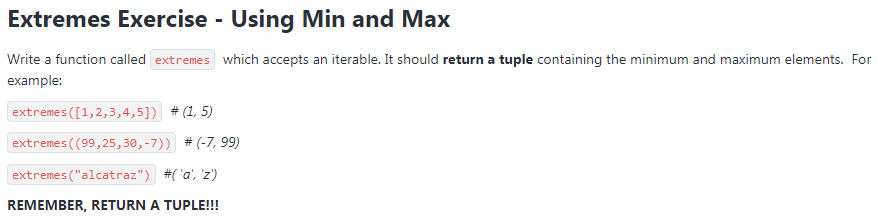 Extremes Exercise - Using Min and Max
Write a function called extremes which accepts an iterable. It should return a tuple containing the minimum and maximum elements.  For
example:
extremes([1,2,3,4,5])  # (1, 5)
extremes((99,25,30,-7))  # (-7, 99)
extremes("alcatraz")  #( 'a', 'z')
REMEMBER, RETURN A TUPLE!!!